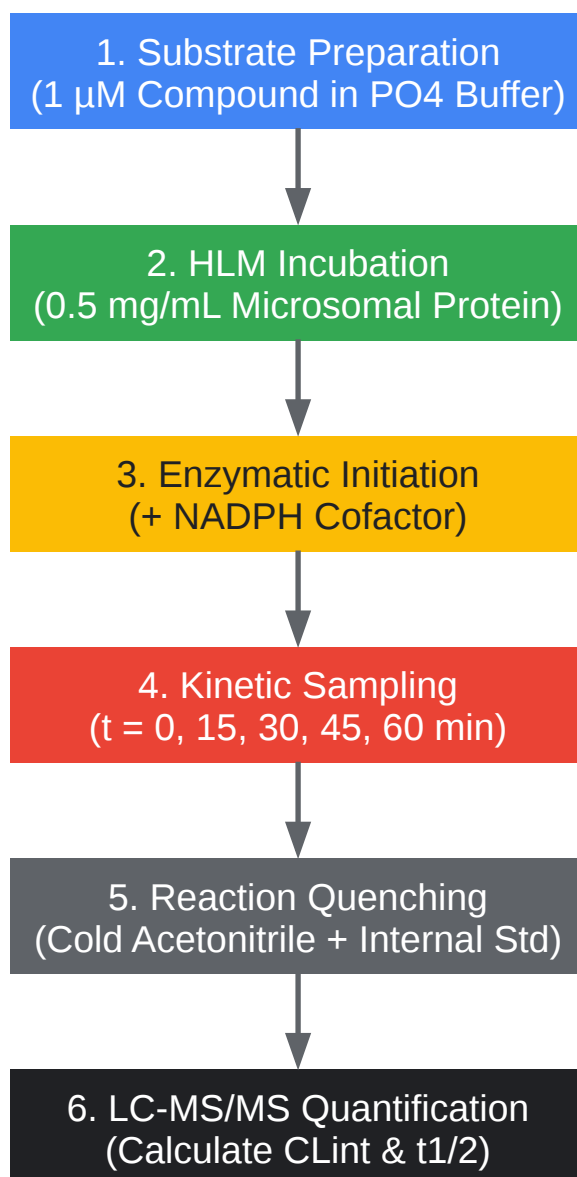 1. Substrate Preparation
(1 µM Compound in PO4 Buffer)
2. HLM Incubation
(0.5 mg/mL Microsomal Protein)
3. Enzymatic Initiation
(+ NADPH Cofactor)
4. Kinetic Sampling
(t = 0, 15, 30, 45, 60 min)
5. Reaction Quenching
(Cold Acetonitrile + Internal Std)
6. LC-MS/MS Quantification
(Calculate CLint & t1/2)